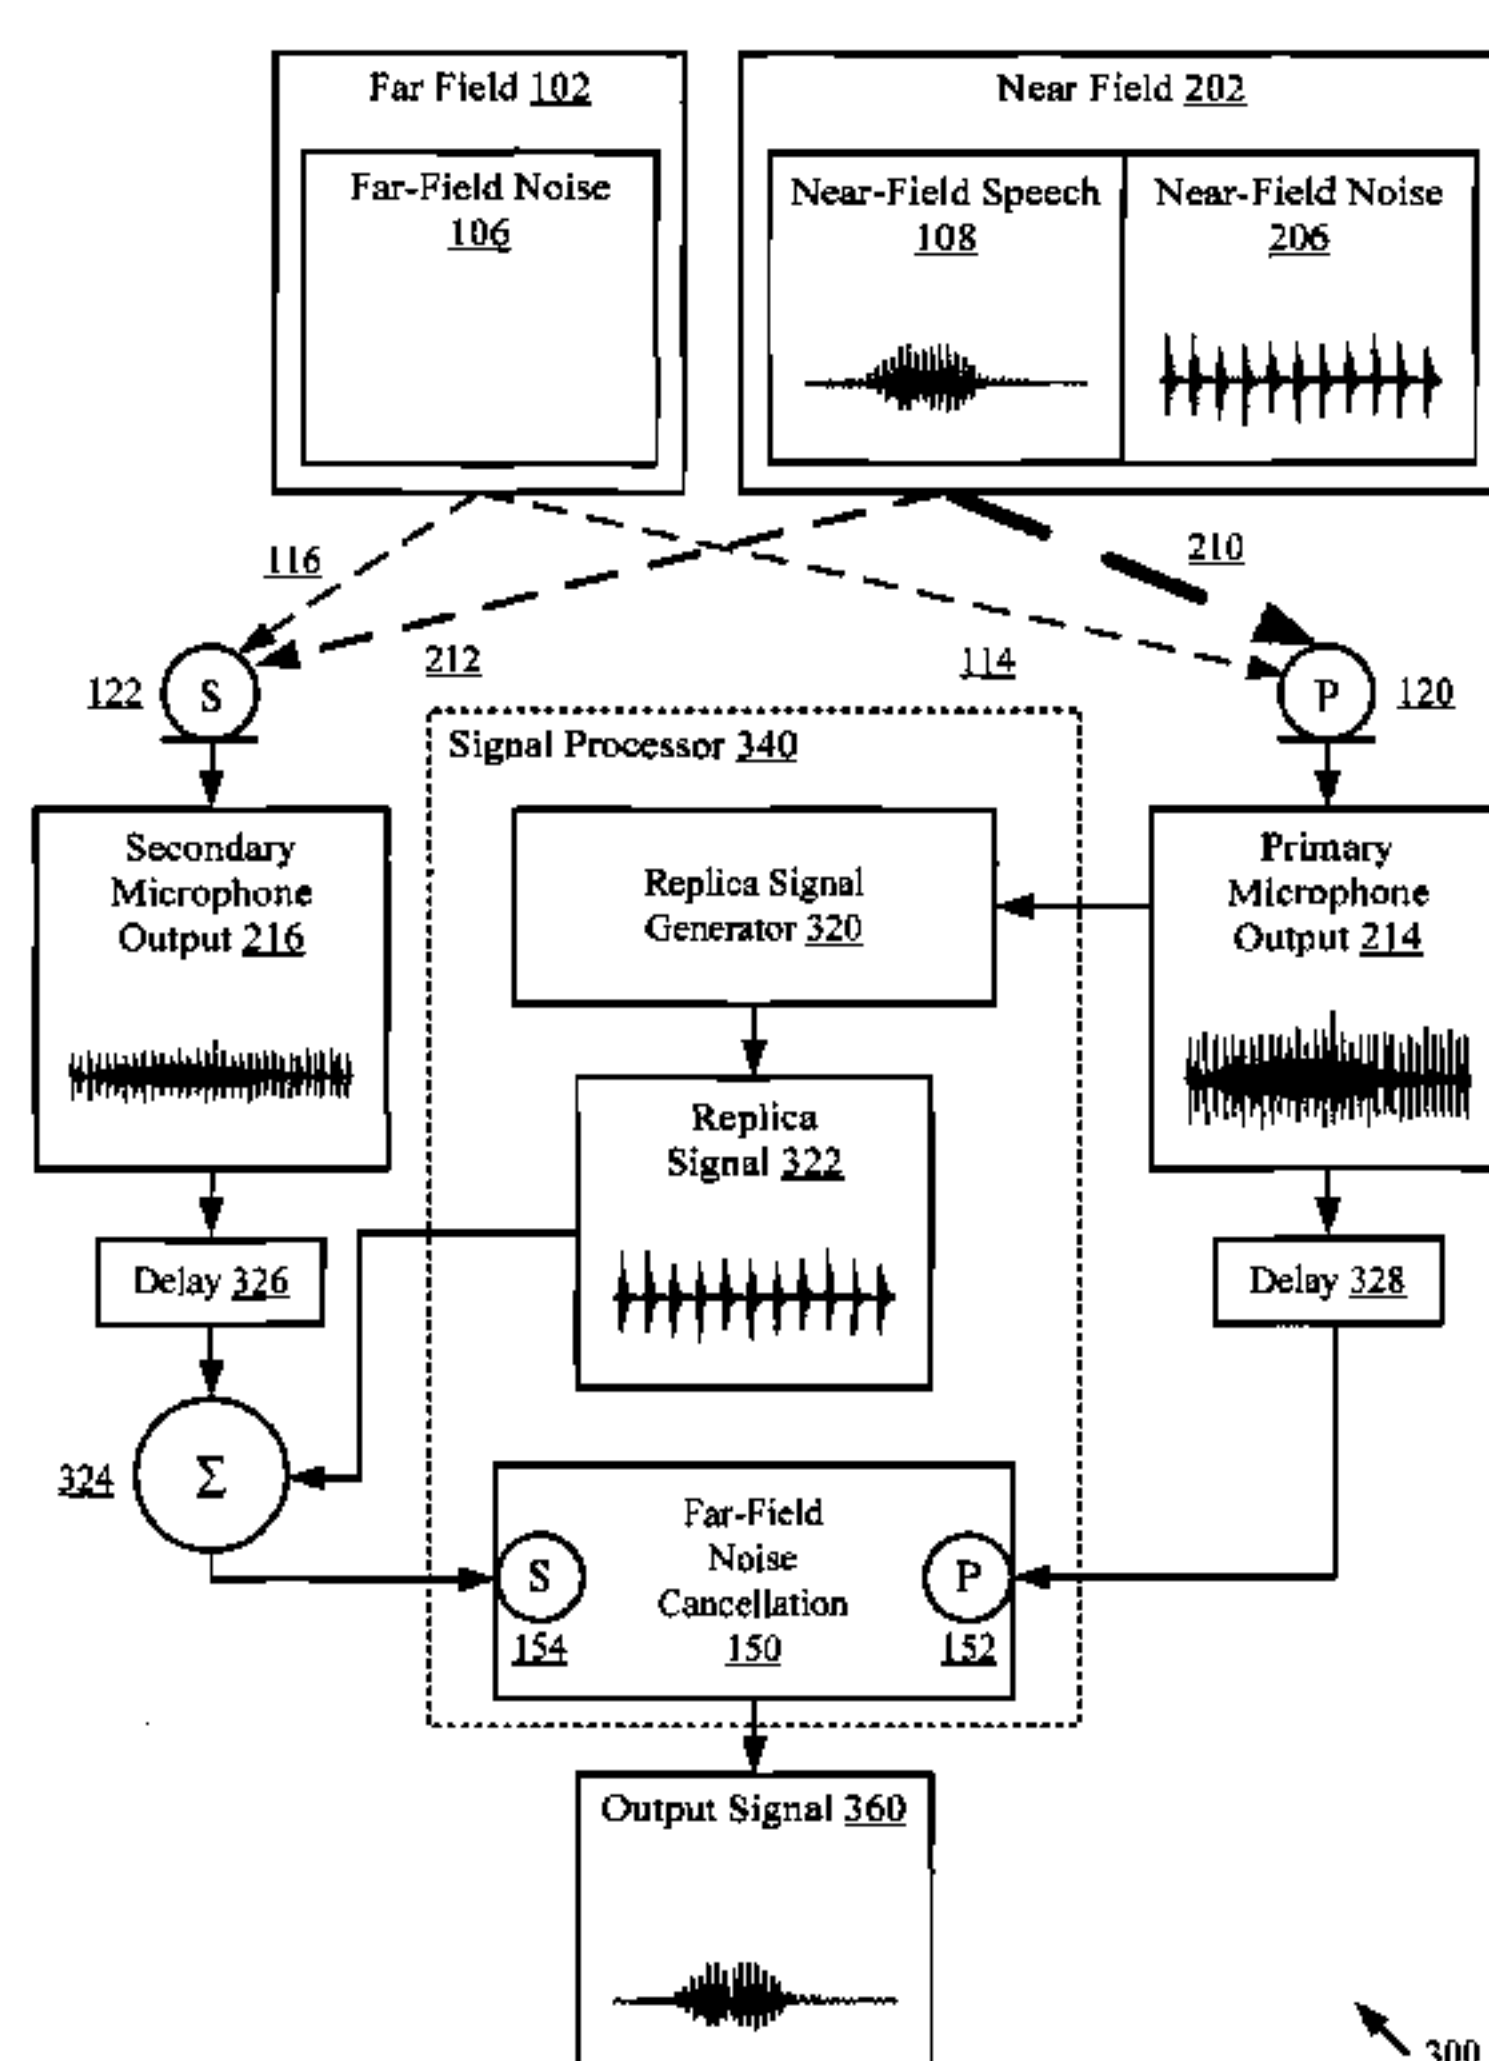 Far Field 102
Near Field 202
Far-Field Noise
106
Near-Field Speech
108
Near-Field Noise
206
116
212
114
210
122
S
P
120
Signal Processor 340
Secondary
Microphone
Output 216
Replica Signal
Generator 320
Primary
Microphone
Output 214
Replica
Signal 322
Delay 326
Delay 328
324
Σ
Far-Field
Noise
Cancellation
150
S
154
P
152
Output Signal 360
300